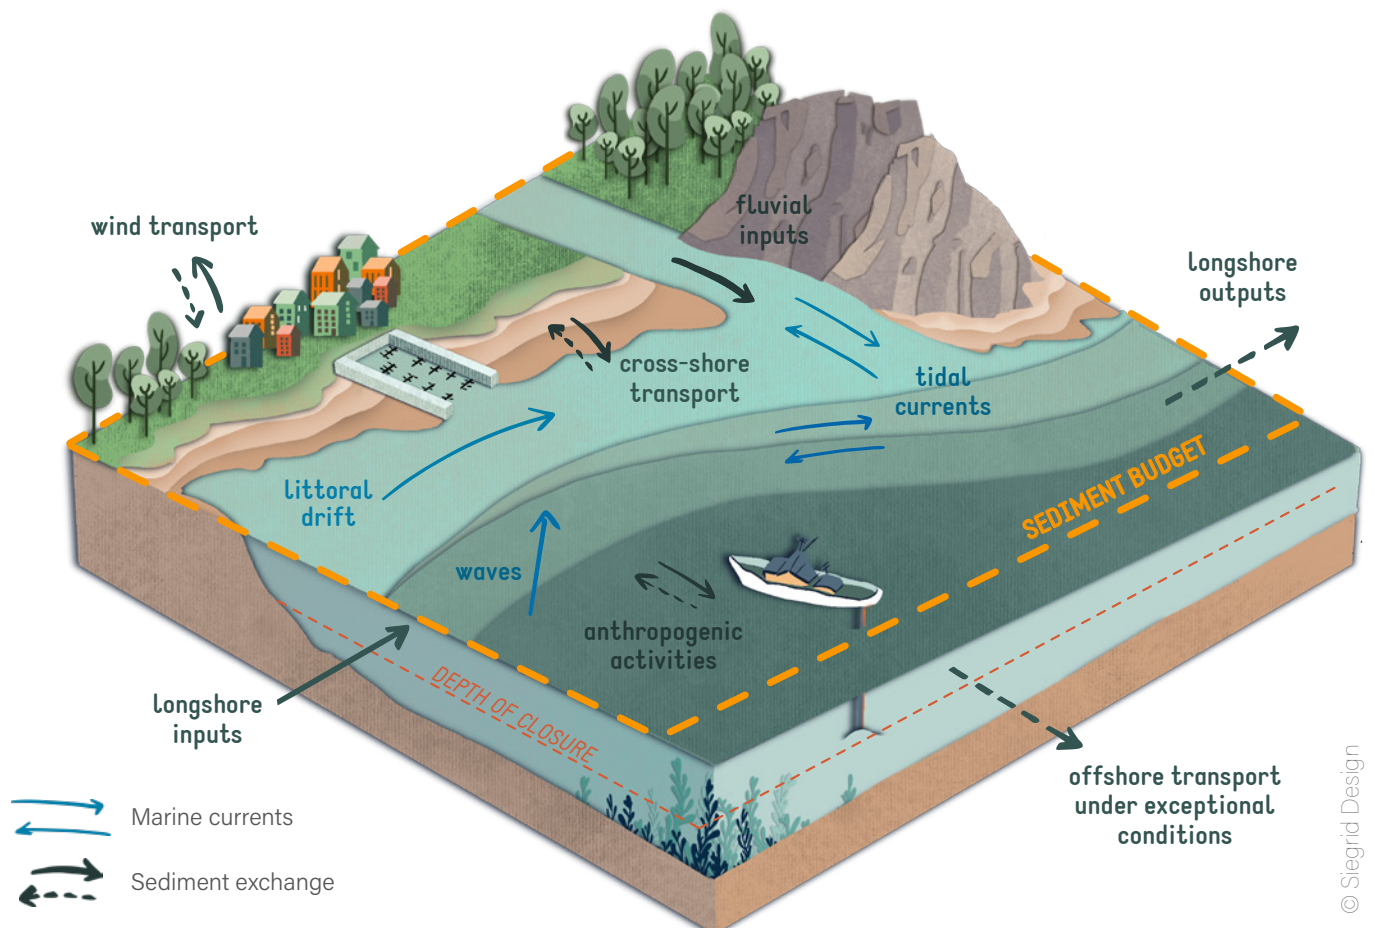 wind transport
fluvial
inputs
longshore
outputs
cross-shore
transport
tidal
currents
littoral
drift
SEDIMENT BUDGET
waves
anthropogenic
activities
DEPTH OF CLOSURE
longshore
inputs
offshore transport
under exceptional
conditions
Marine currents
Sediment exchange
© Siegrid Design